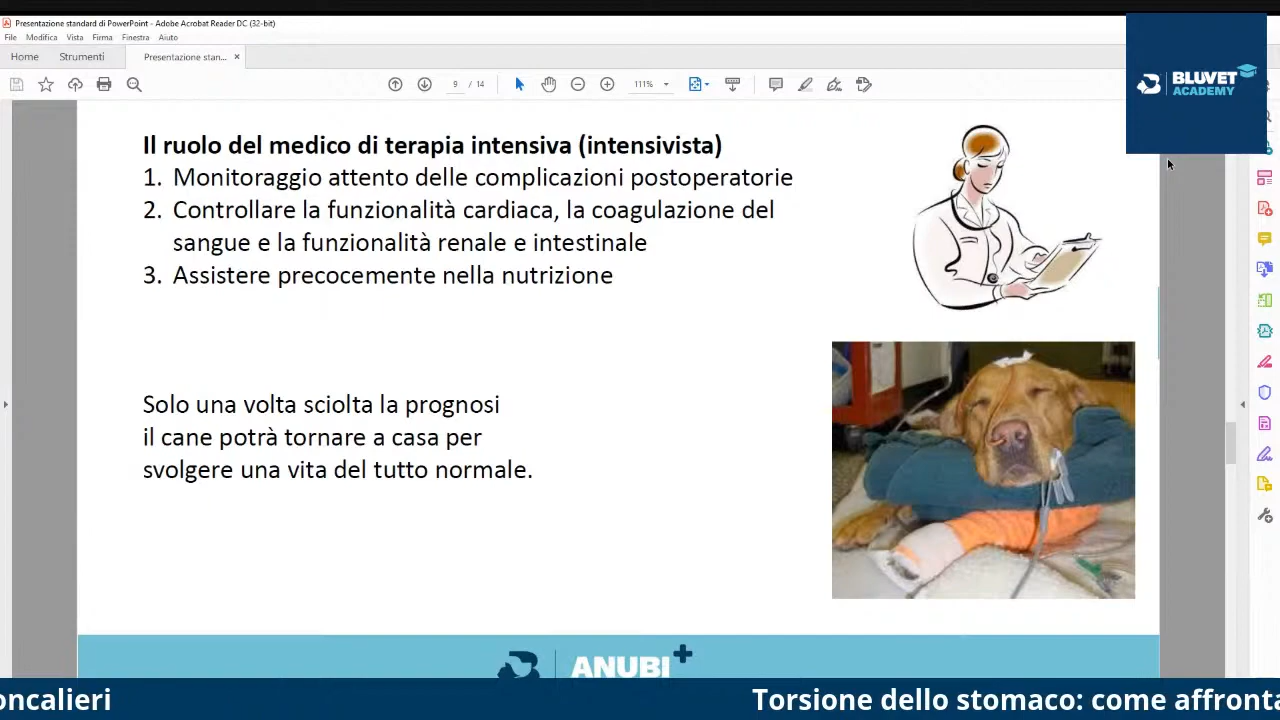 Presentazione standard di PowerPoint - Adobe Acrobat Reader DC (32-bit)
File Modifica Vista Firma Finestra Aiuto
Home Strumenti Presentazione stan... ×
9 / 14 111%
BLUVET
ACADEMY
Il ruolo del medico di terapia intensiva (intensivista)
1. Monitoraggio attento delle complicazioni postoperatorie
2. Controllare la funzionalità cardiaca, la coagulazione del
sangue e la funzionalità renale e intestinale
3. Assistere precocemente nella nutrizione
Solo una volta sciolta la prognosi
il cane potrà tornare a casa per
svolgere una vita del tutto normale.
ANUBI+
oncalieri Torsione dello stomaco: come affronta